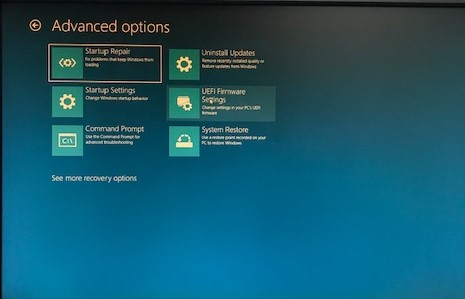 Advanced options
Startup Repair
Fix problems that keep Windows from
loading
Uninstall Updates
Remove recently installed quality or
feature updates from Windows
Startup Settings
Change Windows startup behavior
UEFI Firmware
Settings
Change settings in your PC's UEFI
firmware
C:\
Command Prompt
Use the Command Prompt for
advanced troubleshooting
System Restore
Use a restore point recorded on your
PC to restore Windows
See more recovery options